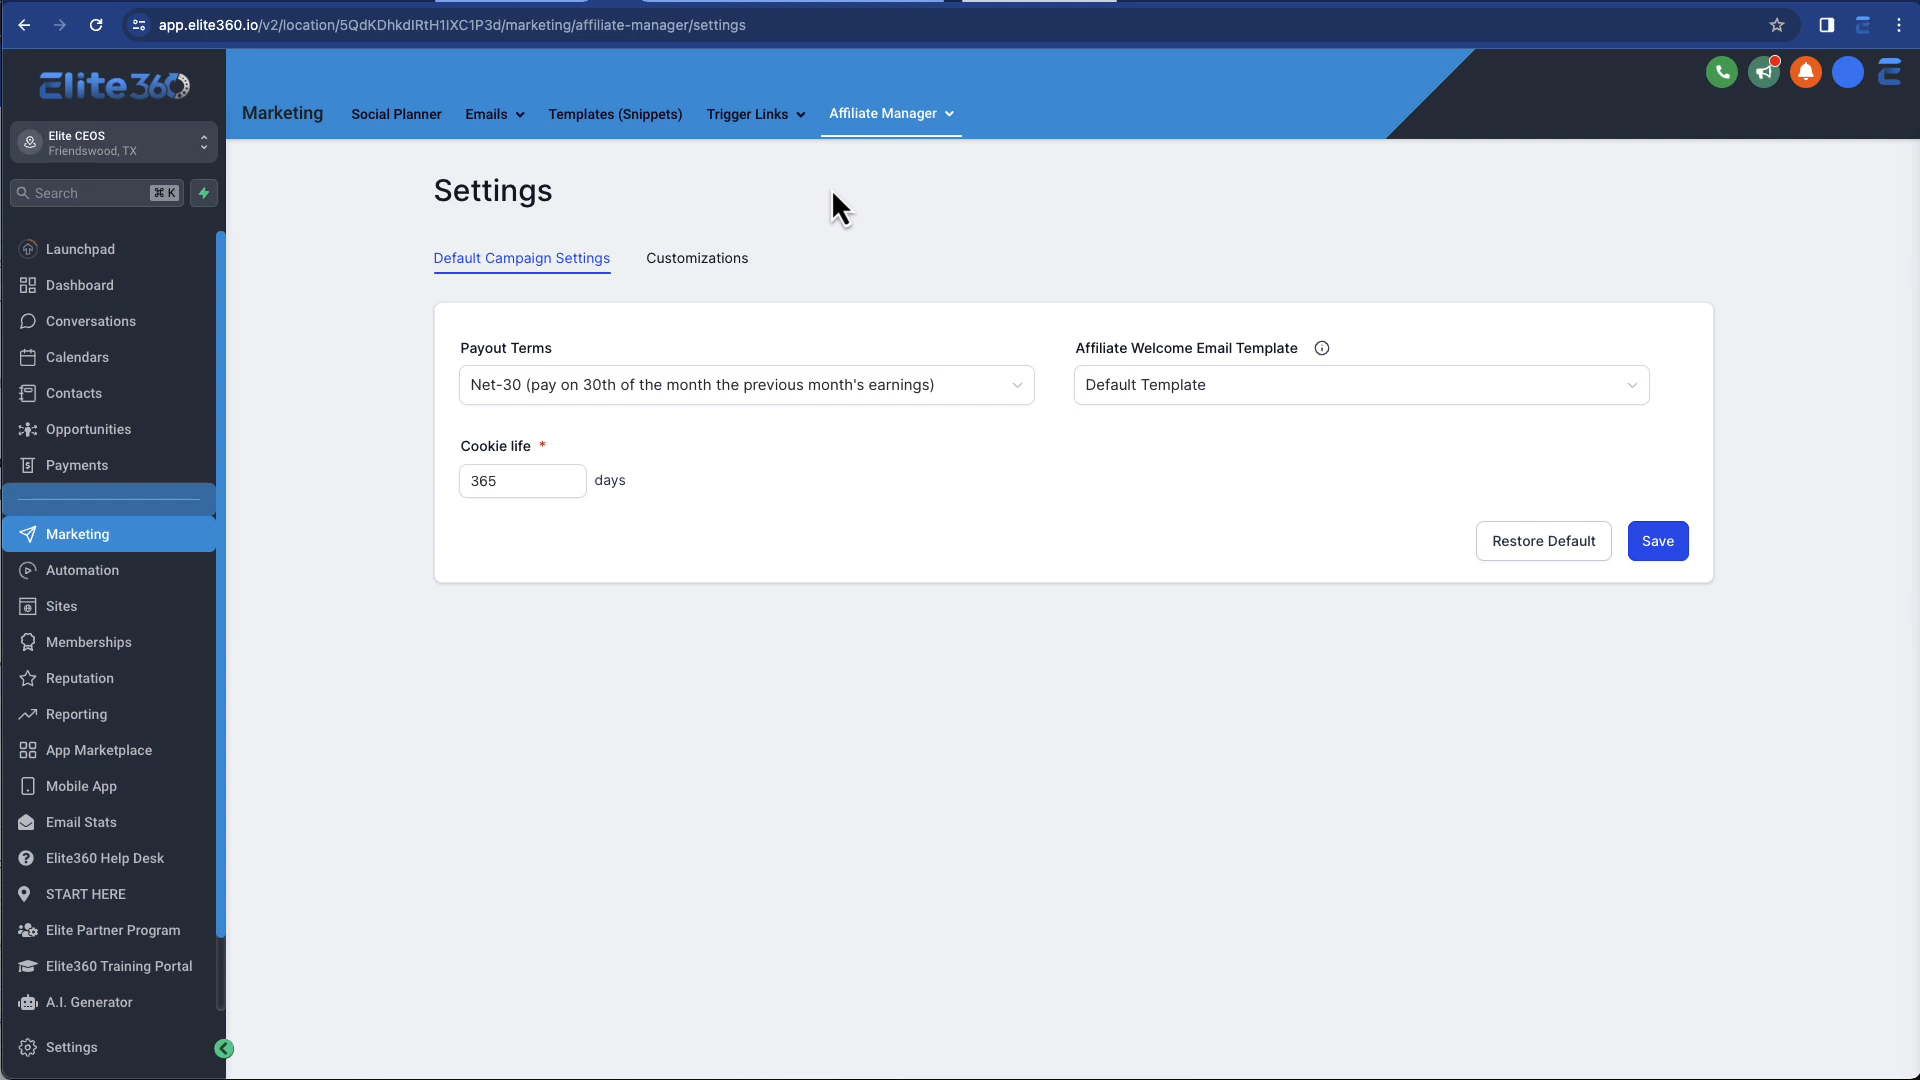 app.elite360.io/v2/location/5QdKDhkdlRtH1lXC1P3d/marketing/affiliate-manager/settings
Elite360
Marketing
Social Planner
Emails
Templates (Snippets)
Trigger Links
Affiliate Manager
Elite CEOS
Friendswood, TX
Search
⌘ K
Launchpad
Dashboard
Conversations
Calendars
Contacts
Opportunities
Payments
Marketing
Automation
Sites
Memberships
Reputation
Reporting
App Marketplace
Mobile App
Email Stats
Elite360 Help Desk
START HERE
Elite Partner Program
Elite360 Training Portal
A.I. Generator
Settings
Settings
Default Campaign Settings
Customizations
Payout Terms
Net-30 (pay on 30th of the month the previous month's earnings)
Affiliate Welcome Email Template
Default Template
Cookie life *
365
days
Restore Default
Save